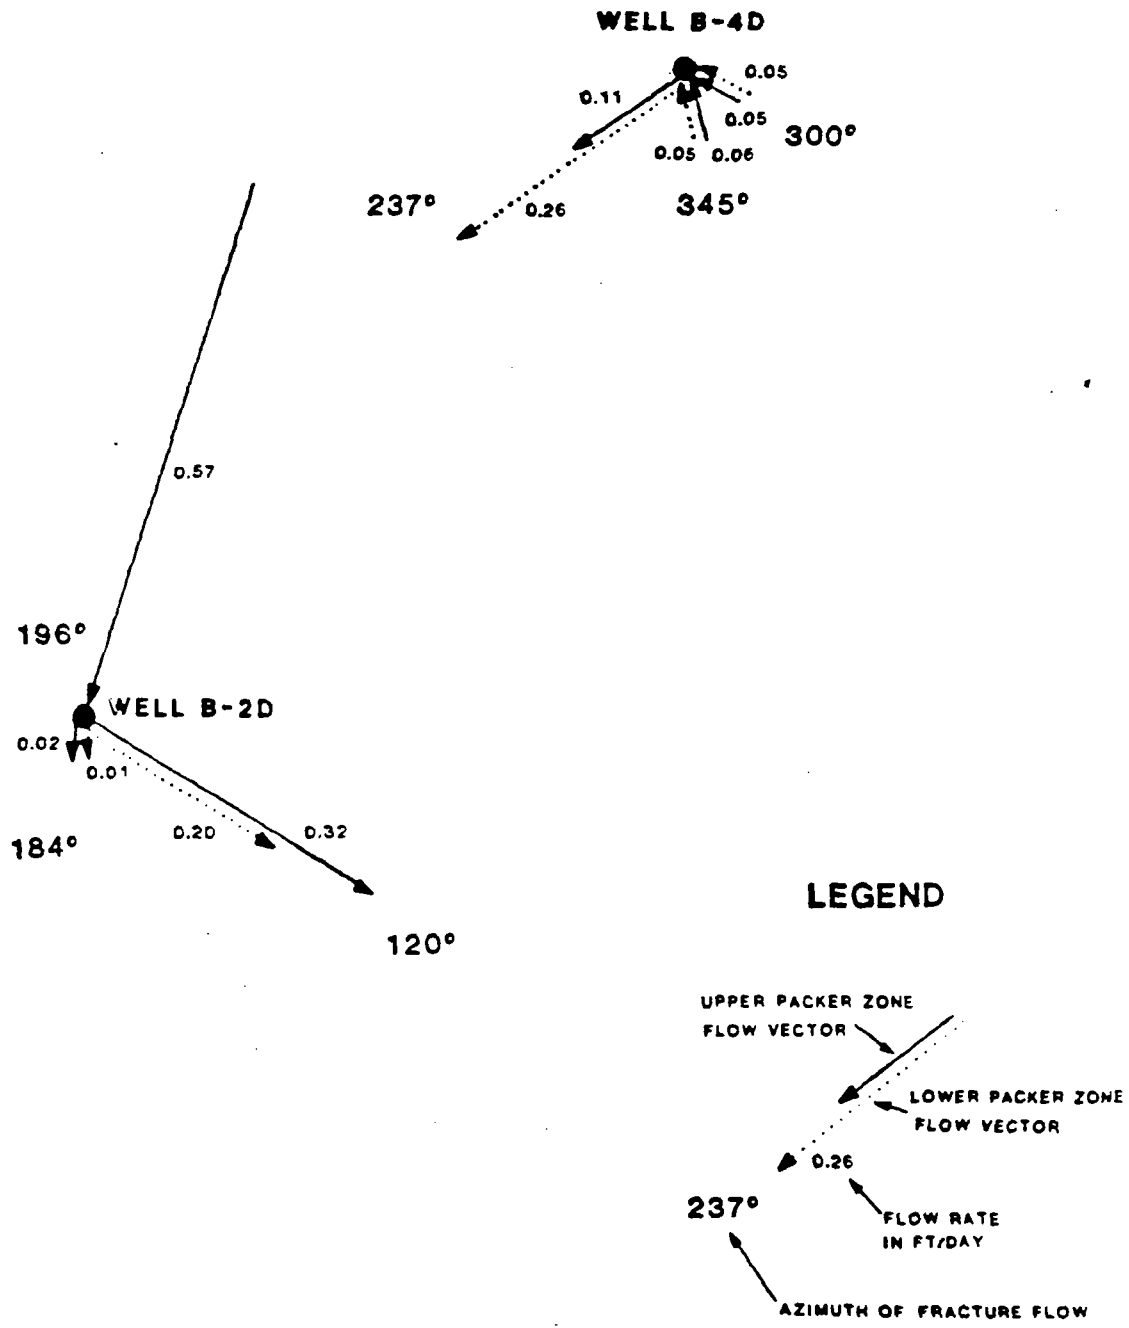 WELL B-4D
0.05
0.11
0.05
300°
0.05 0.06
237°
0.26
345°
0.57
196°
WELL B-2D
0.02
0.01
0.20
0.32
184°
120°
LEGEND
UPPER PACKER ZONE
FLOW VECTOR
LOWER PACKER ZONE
FLOW VECTOR
0.26
237°
FLOW RATE
IN FT/DAY
AZIMUTH OF FRACTURE FLOW